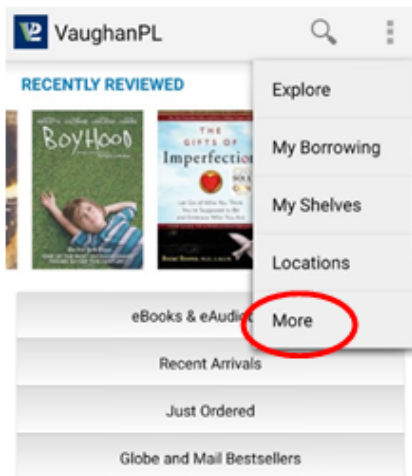 VaughanPL
RECENTLY REVIEWED
BOYHOOD
THE
GIFTS OF
Imperfection
Explore
My Borrowing
My Shelves
Locations
More
eBooks & eAudio
Recent Arrivals
Just Ordered
Globe and Mail Bestsellers